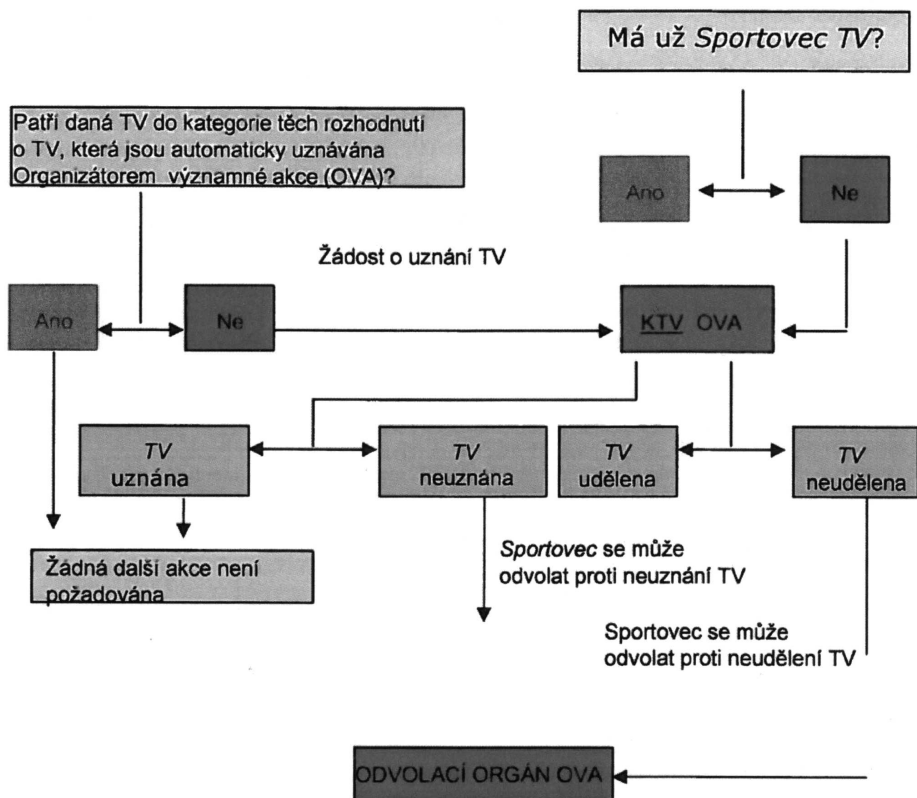 Má už Sportovec TV?
Patří daná TV do kategorie těch rozhodnutí
o TV, která jsou automaticky uznávána
Organizátorem významné akce (OVA)?
Ano
Ne
Žádost o uznání TV
Ano
Ne
KTV OVA
TV
uznána
TV
neuznána
TV
udělena
TV
neudělena
Žádná další akce není
požadována
Sportovec se může
odvolat proti neuznání TV
Sportovec se může
odvolat proti neudělení TV
ODVOLACÍ ORGÁN OVA